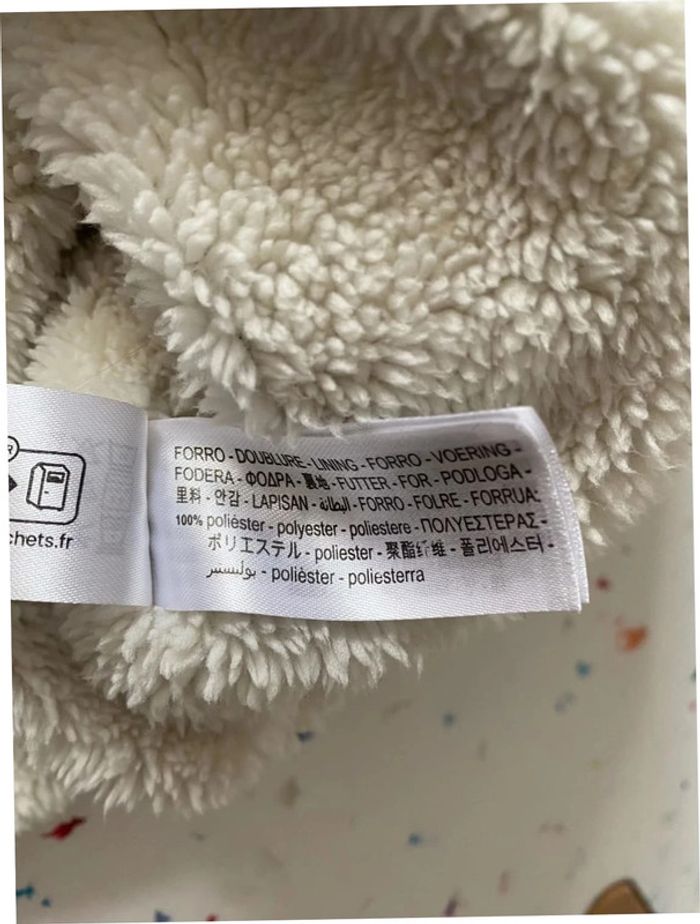 chets.fr
FORRO - DOUBLURE - LINING - FORRO - VOERING -
FODERA - ΦΟΔΡΑ - 裏地 - FUTTER - FOR - PODLOGA -
里料 - 안감 - LAPISAN - البطانة - FORRO - FOLRE - FORRUA:
100% poliéster - polyester - poliestere - ΠΟΛΥΕΣΤΕΡΑΣ -
ポリエステル - poliester - 聚酯纤维 - 폴리에스터 -
بوليستير - polièster - poliesterra